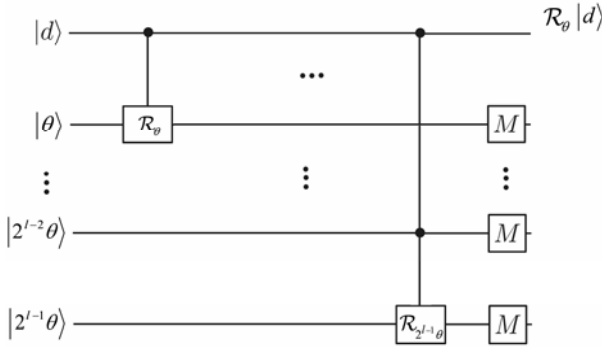 |d⟩ 𝓡_θ |d⟩
...
|θ⟩ 𝓡_θ M
⋮ ⋮ ⋮
|2^{l-2}θ⟩ M
|2^{l-1}θ⟩ 𝓡_{2^{l-1}θ} M